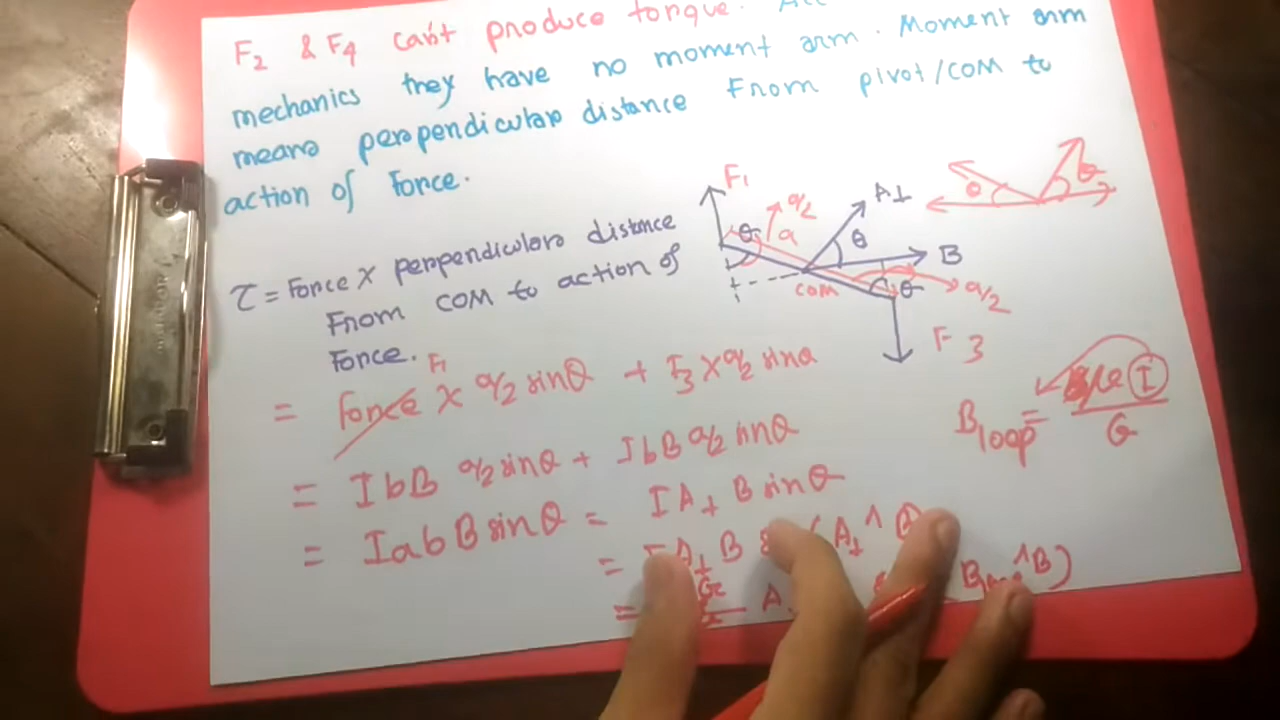 F₂ & F₄ can't produce torque.
mechanics they have no moment arm. Moment arm
means perpendicular distance From pivot/COM to
action of Force.
τ = Force × perpendicular distance
From COM to action of
Force.
F₁
a/2
A⊥
θ
a
θ
B
θ
COM
θ
a/2
F3
F₁
= Force × a/2 sinθ + F₃ × a/2 sinθ
= IbB a/2 sinθ + IbB a/2 sinθ
= IabB sinθ = IA⊥ B sinθ
B loop = I / G
= A⊥ B (A⊥ ^
= ^B)